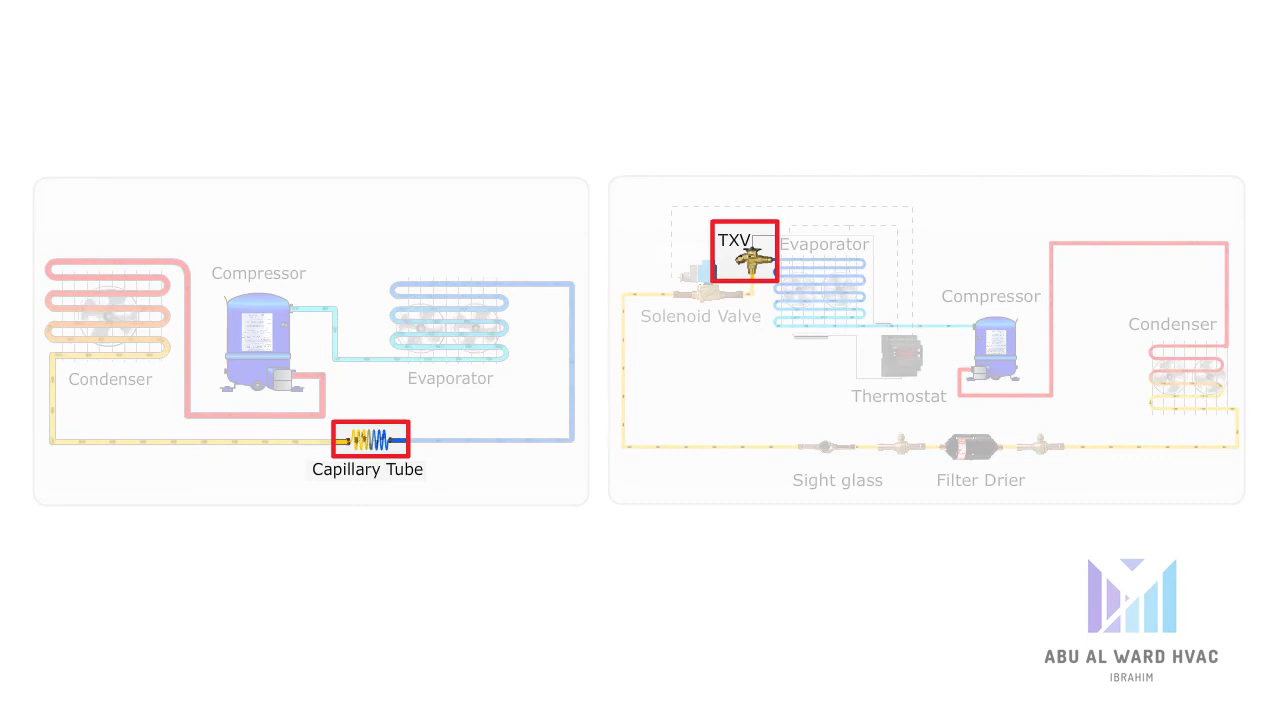 Compressor
Condenser
Evaporator
Capillary Tube
TXV
Evaporator
Solenoid Valve
Compressor
Condenser
Thermostat
Sight glass
Filter Drier
ABU AL WARD HVAC
IBRAHIM